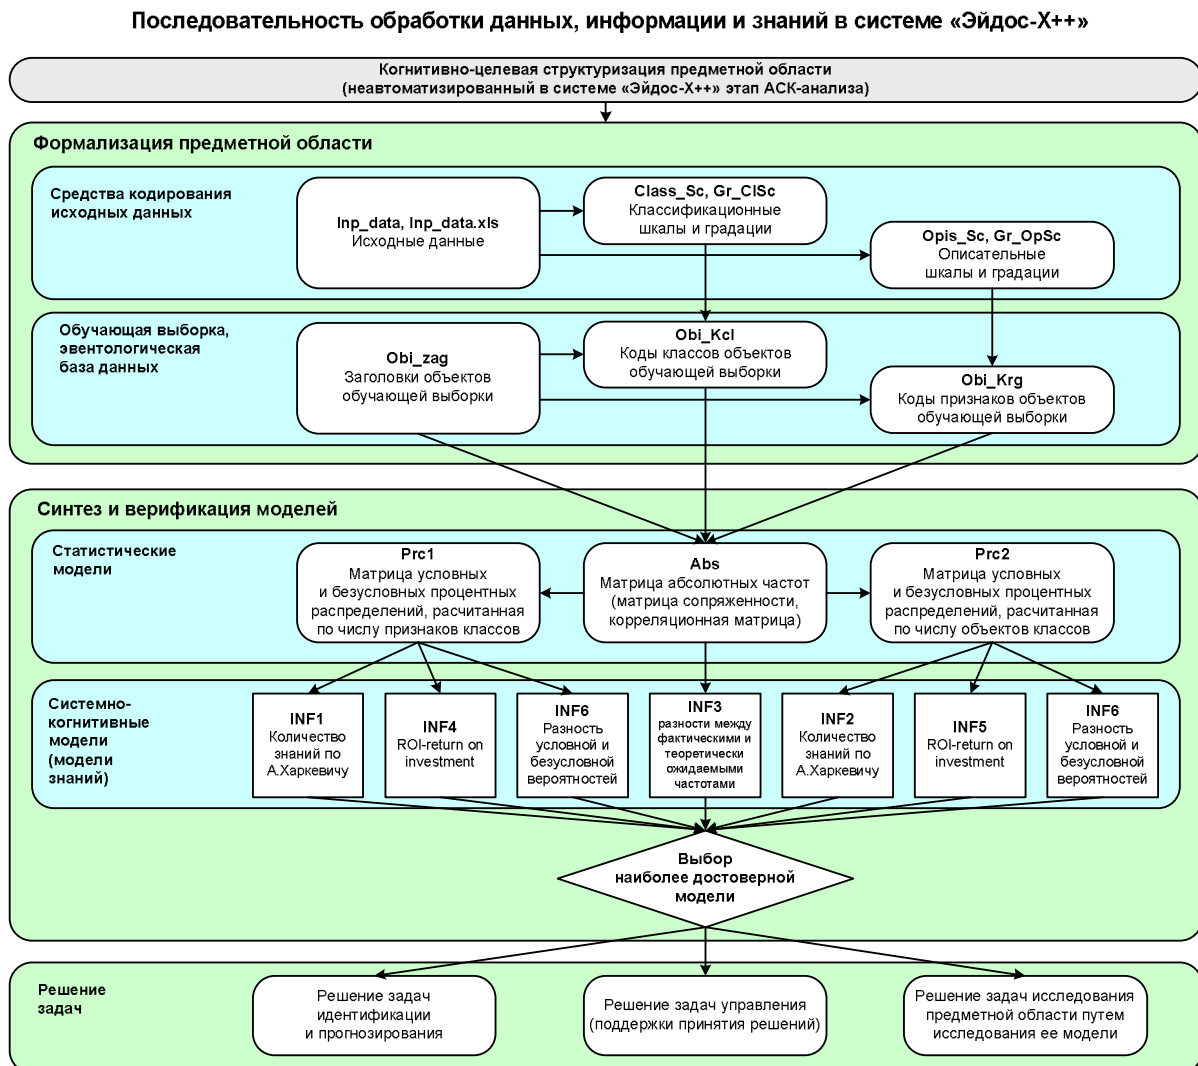 Последовательность обработки данных, информации и знаний в системе «Эйдос-Х++»
Когнитивно-целевая структуризация предметной области
(неавтоматизированный в системе «Эйдос-Х++» этап АСК-анализа)
Формализация предметной области
Средства кодирования
исходных данных
Inp_data, Inp_data.xls
Исходные данные
Class_Sc, Gr_ClSc
Классификационные
шкалы и градации
Opis_Sc, Gr_OpSc
Описательные
шкалы и градации
Обучающая выборка,
эвентологическая
база данных
Obi_zag
Заголовки объектов
обучающей выборки
Obi_Kcl
Коды классов объектов
обучающей выборки
Obi_Krg
Коды признаков объектов
обучающей выборки
Синтез и верификация моделей
Статистические
модели
Prc1
Матрица условных
и безусловных процентных
распределений, расчитанная
по числу признаков классов
Abs
Матрица абсолютных частот
(матрица сопряженности,
корреляционная матрица)
Prc2
Матрица условных
и безусловных процентных
распределений, расчитанная
по числу объектов классов
Системно-
когнитивные
модели
(модели
знаний)
INF1
Количество
знаний по
А.Харкевичу
INF4
ROI-return on
investment
INF6
Разность
условной и
безусловной
вероятностей
INF3
разности между
фактическими и
теоретически
ожидаемыми
частотами
INF2
Количество
знаний по
А.Харкевичу
INF5
ROI-return on
investment
INF6
Разность
условной и
безусловной
вероятностей
Выбор
наиболее достоверной
модели
Решение
задач
Решение задач
идентификации
и прогнозирования
Решение задач управления
(поддержки принятия решений)
Решение задач исследования
предметной области путем
исследования ее модели